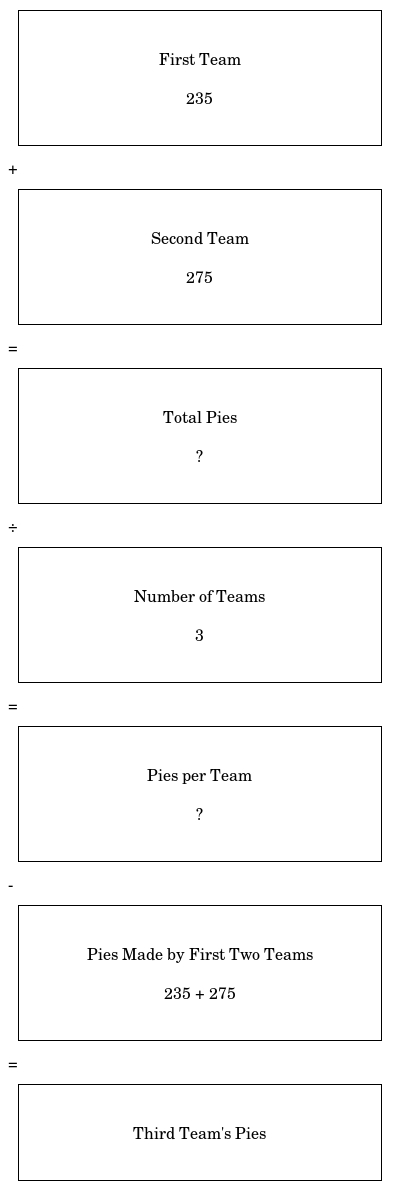 First Team
235
+
Second Team
275
=
Total Pies
?
÷
Number of Teams
3
=
Pies per Team
?
-
Pies Made by First Two Teams
235 + 275
=
Third Team's Pies